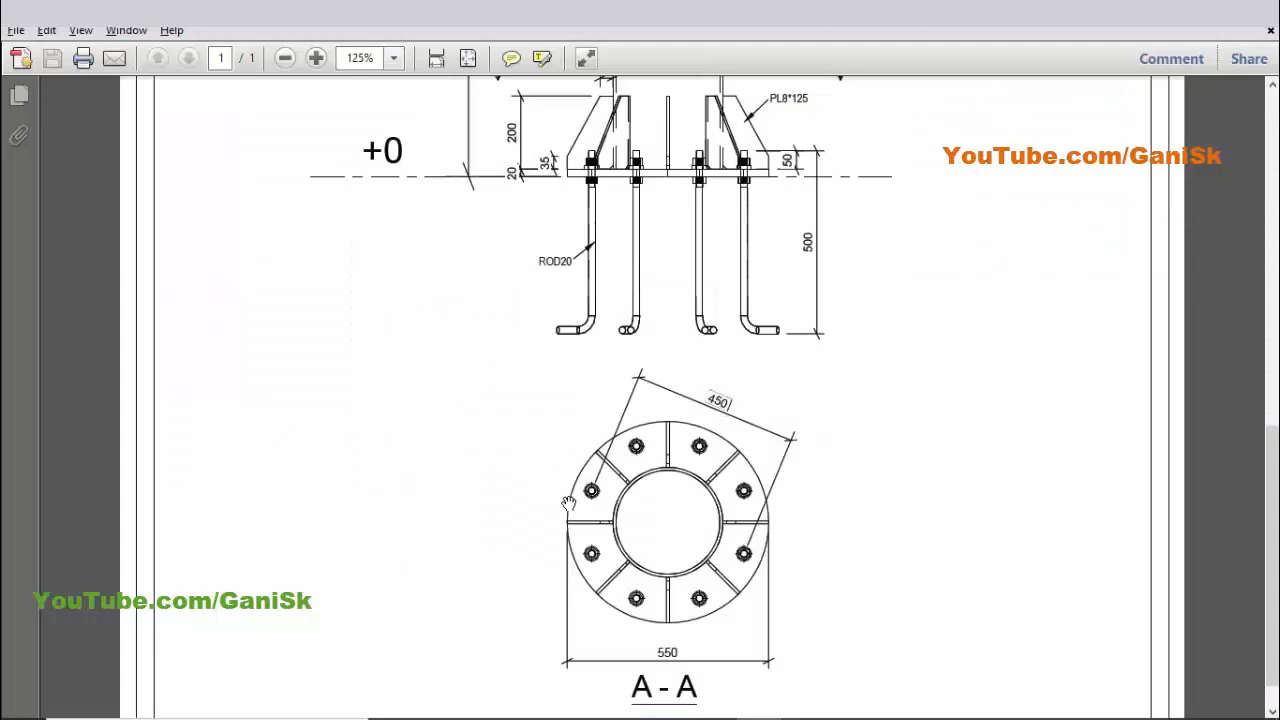 File Edit View Window Help
1 / 1 125% Comment Share
PL8*125
200
+0
35
50
YouTube.com/GaniSk
20
500
ROD20
450
YouTube.com/GaniSk
550
A - A